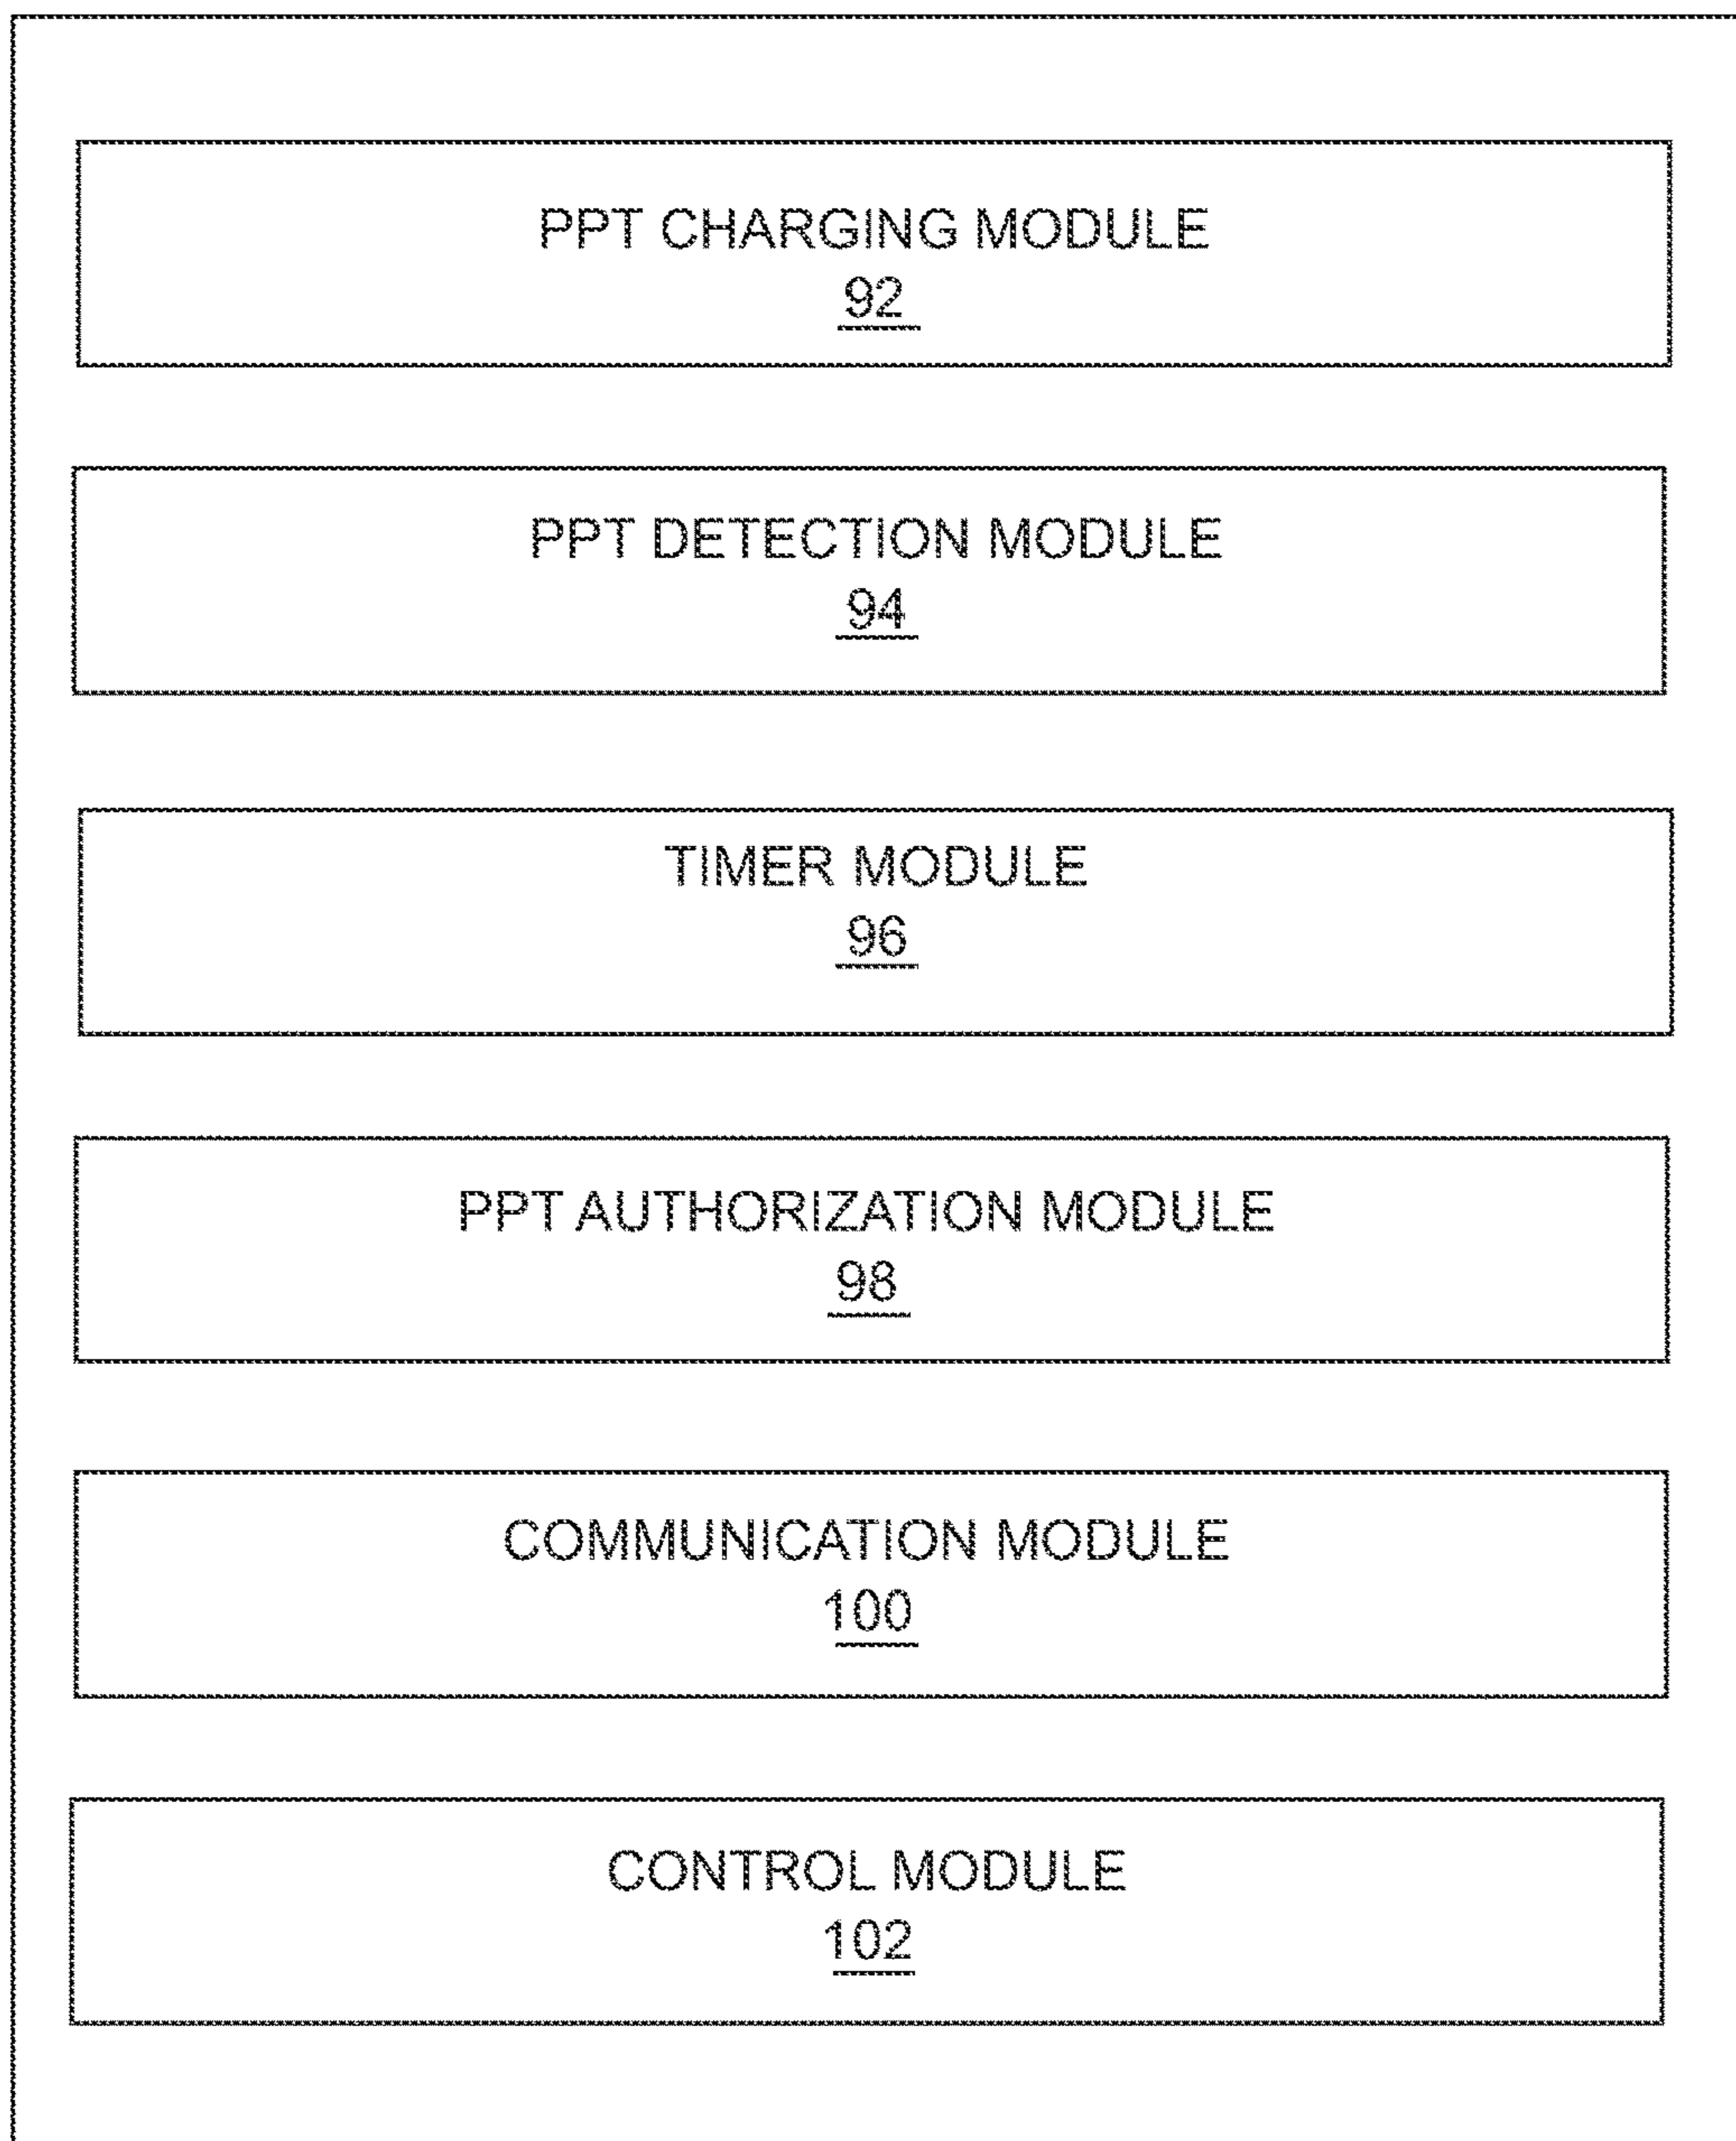 PPT CHARGING MODULE
92
PPT DETECTION MODULE
94
TIMER MODULE
96
PPT AUTHORIZATION MODULE
98
COMMUNICATION MODULE
100
CONTROL MODULE
102